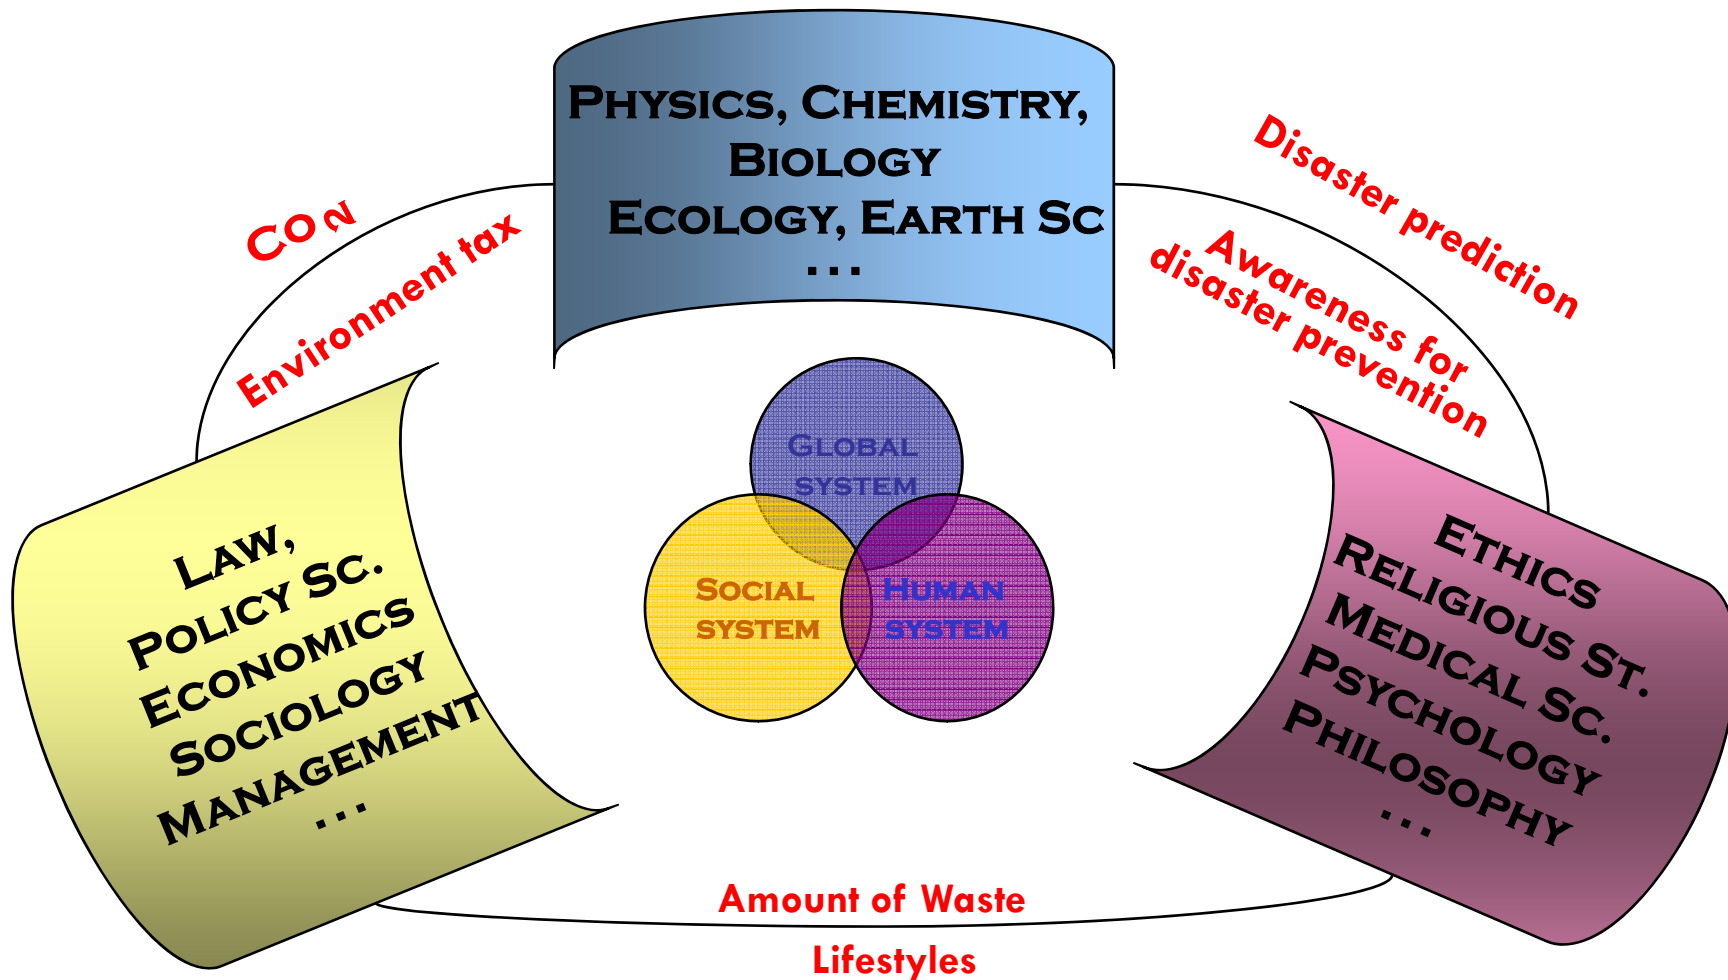 Physics, Chemistry,
Biology
Ecology, Earth Sc
...
CO2
Environment tax
Disaster prediction
Awareness for
disaster prevention
Global
system
Social
system
Human
system
Law,
Policy Sc.
Economics
Sociology
Management
...
Ethics
Religious St.
Medical Sc.
Psychology
Philosophy
...
Amount of Waste
Lifestyles